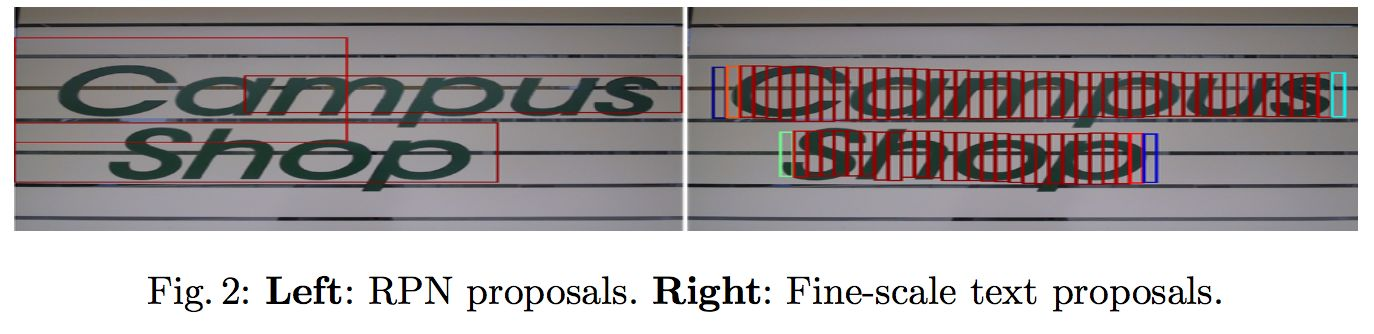 Campus
Shop
Campus
Shop
Fig. 2: Left: RPN proposals. Right: Fine-scale text proposals.